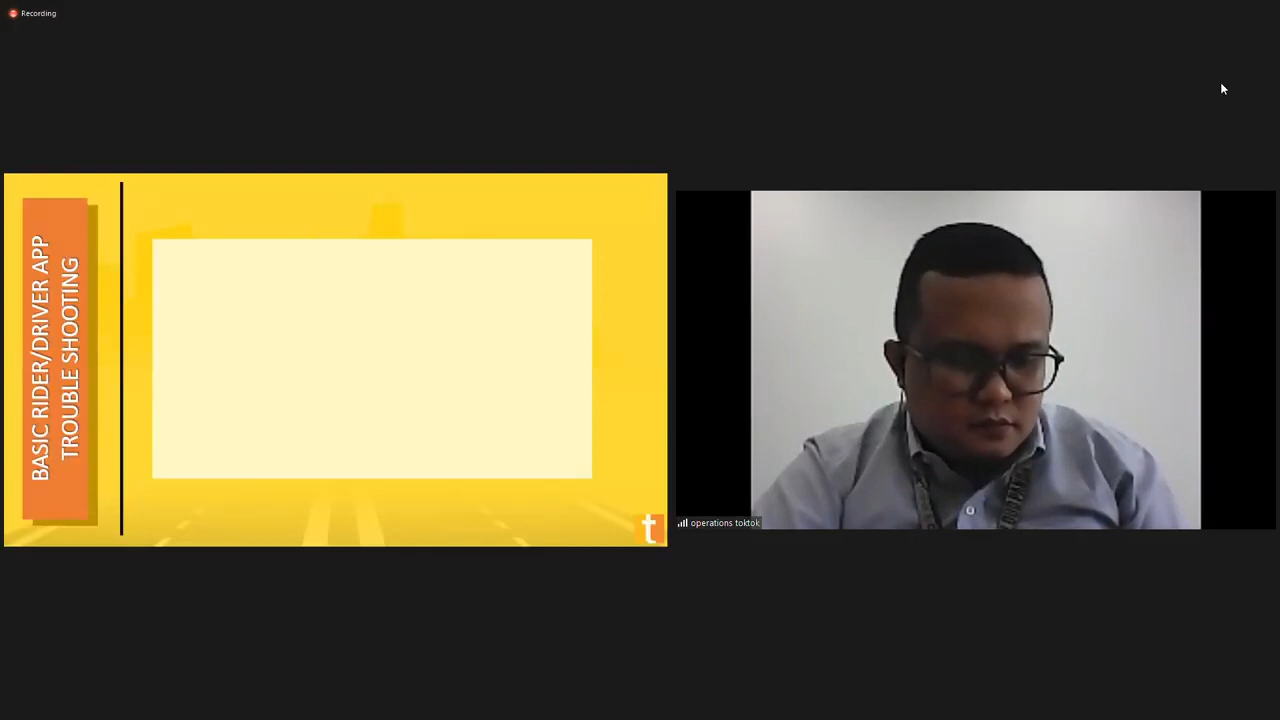 Recording
BASIC RIDER/DRIVER APP
TROUBLE SHOOTING
t
operations toktok